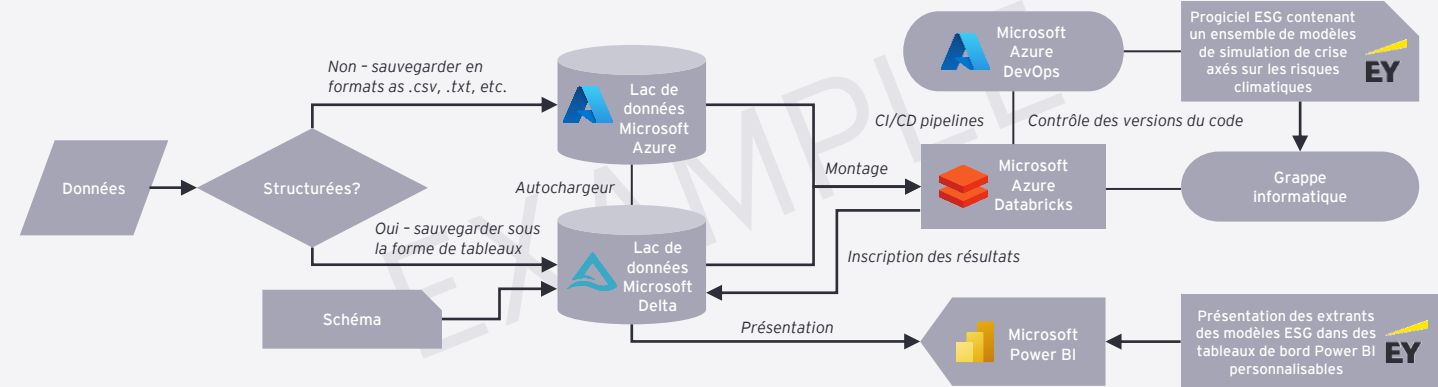 Données
Structurées?
Non – sauvegarder en
formats as .csv, .txt, etc.
Oui – sauvegarder sous
la forme de tableaux
Schéma
Lac de
données
Microsoft
Azure
Autochargeur
Lac de
données
Microsoft
Delta
Montage
Inscription des résultats
Présentation
Microsoft
Azure
DevOps
CI/CD pipelines
Contrôle des versions du code
Microsoft
Azure
Databricks
Progiciel ESG contenant
un ensemble de modèles
de simulation de crise
axés sur les risques
climatiques
EY
Grappe
informatique
Microsoft
Power BI
Présentation des extrants
des modèles ESG dans des
tableaux de bord Power BI
personnalisables
EY
EXAMPLE